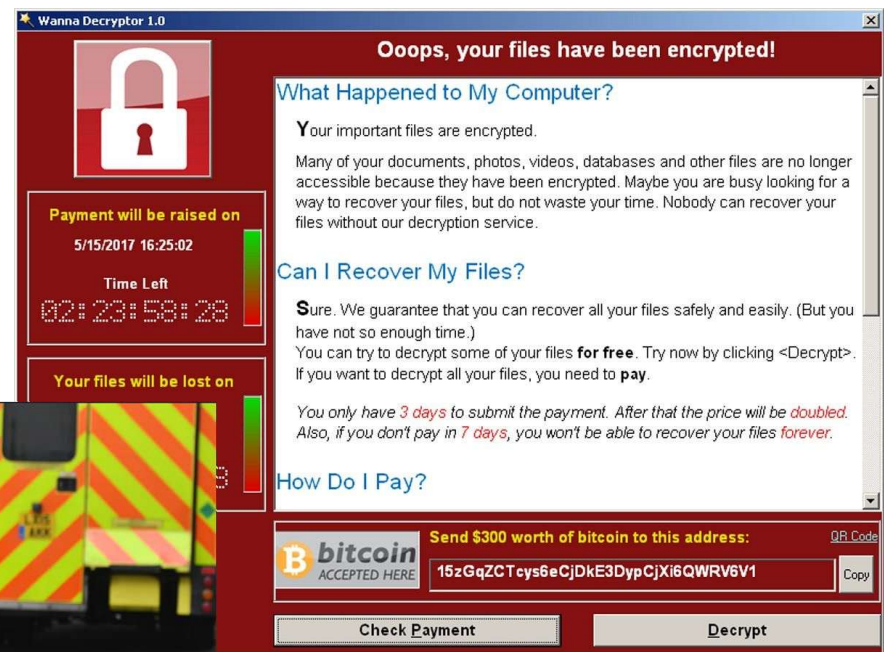 Wanna Decryptor 1.0
Ooops, your files have been encrypted!
Payment will be raised on
5/15/2017 16:25:02
Time Left
02:23:58:28
Your files will be lost on
What Happened to My Computer?
Your important files are encrypted.
Many of your documents, photos, videos, databases and other files are no longer
accessible because they have been encrypted. Maybe you are busy looking for a
way to recover your files, but do not waste your time. Nobody can recover your
files without our decryption service.
Can I Recover My Files?
Sure. We guarantee that you can recover all your files safely and easily. (But you
have not so enough time.)
You can try to decrypt some of your files for free. Try now by clicking <Decrypt>.
If you want to decrypt all your files, you need to pay.
You only have 3 days to submit the payment. After that the price will be doubled.
Also, if you don't pay in 7 days, you won't be able to recover your files forever.
How Do I Pay?
bitcoin
ACCEPTED HERE
Send $300 worth of bitcoin to this address:
QR Code
15zGqZCTcys6eCjDkE3DypCjXi6QWRV6V1
Copy
Check Payment
Decrypt